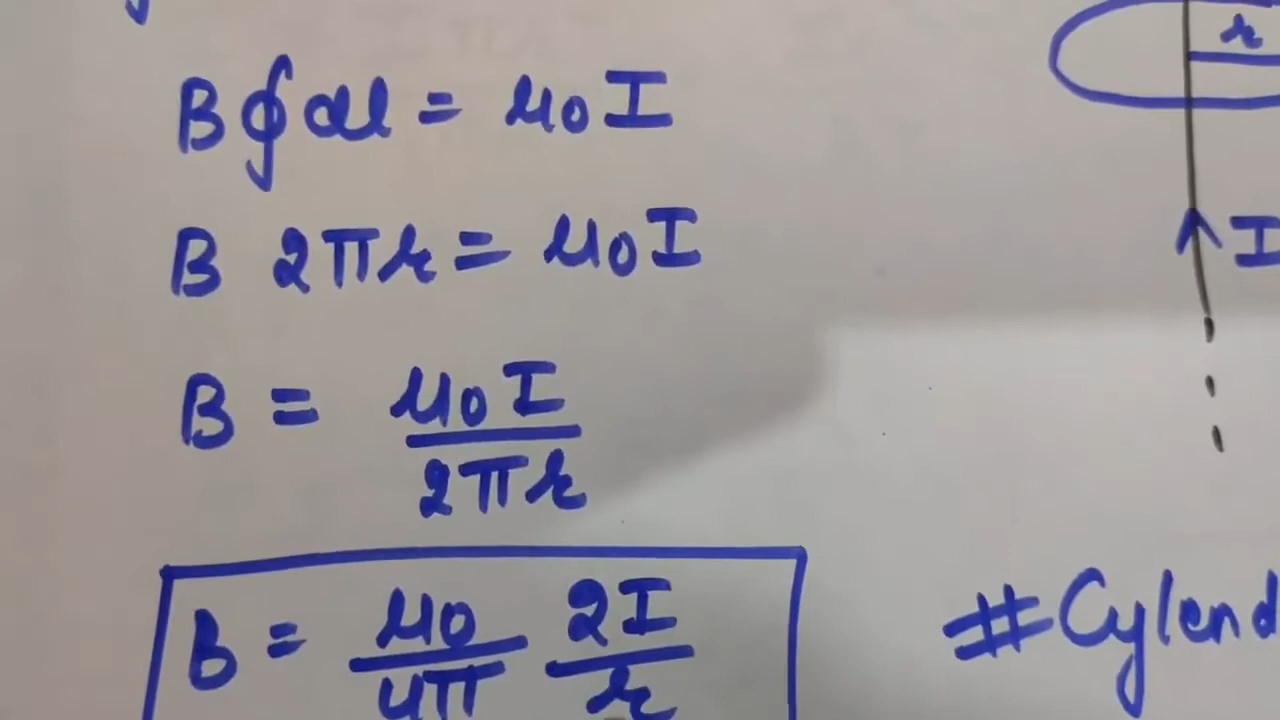 B∮dl = μ0I
r
B 2πr = μ0I
I
B = μ0I / 2πr
B = μ0/4π 2I/r
#Cylend